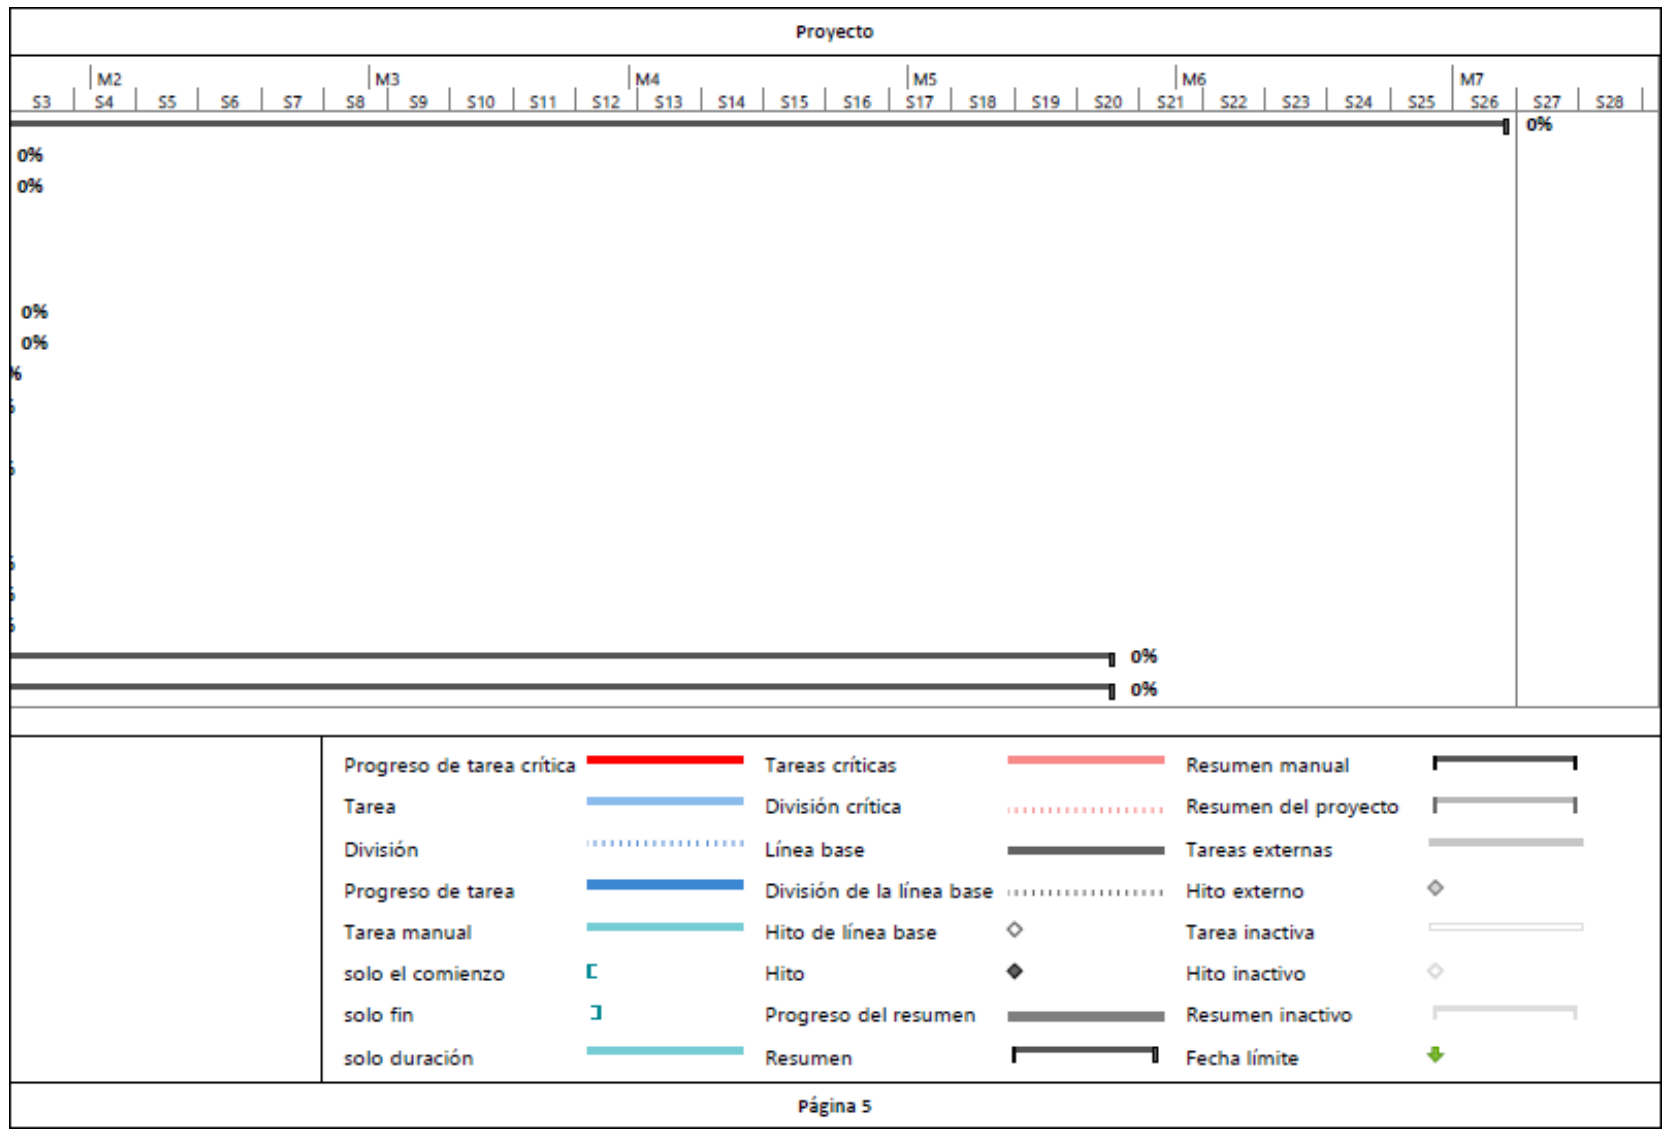 Proyecto
M2 M3 M4 M5 M6 M7
S3 S4 S5 S6 S7 S8 S9 S10 S11 S12 S13 S14 S15 S16 S17 S18 S19 S20 S21 S22 S23 S24 S25 S26 S27 S28
0%
0%
0%
0%
0%
%
0%
0%
Progreso de tarea crítica Tareas críticas Resumen manual
Tarea División crítica Resumen del proyecto
División Línea base Tareas externas
Progreso de tarea División de la línea base Hito externo
Tarea manual Hito de línea base Tarea inactiva
solo el comienzo Hito Hito inactivo
solo fin Progreso del resumen Resumen inactivo
solo duración Resumen Fecha límite
Página 5